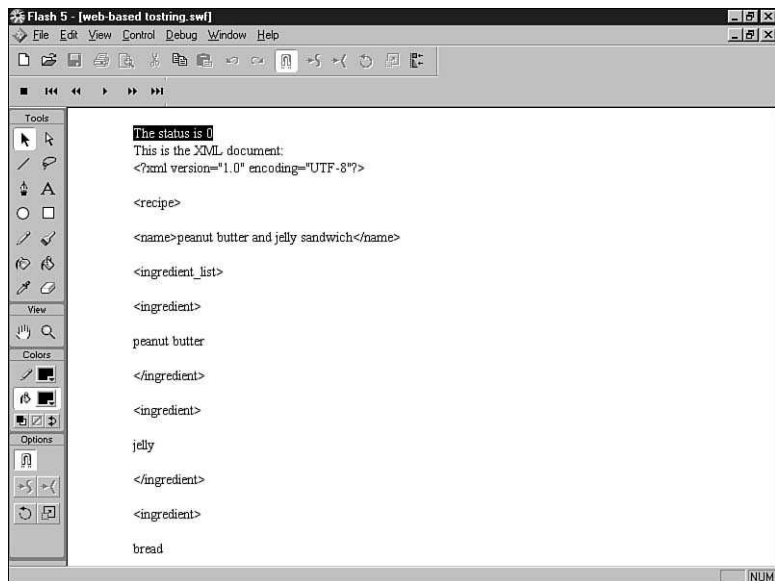 Flash 5 - [web-based tostring.swf]
File Edit View Control Debug Window Help
Tools
View
Colors
Options
The status is 0
This is the XML document:
<?xml version="1.0" encoding="UTF-8"?>
<recipe>
<name>peanut butter and jelly sandwich</name>
<ingredient_list>
<ingredient>
peanut butter
</ingredient>
<ingredient>
jelly
</ingredient>
<ingredient>
bread
NUM